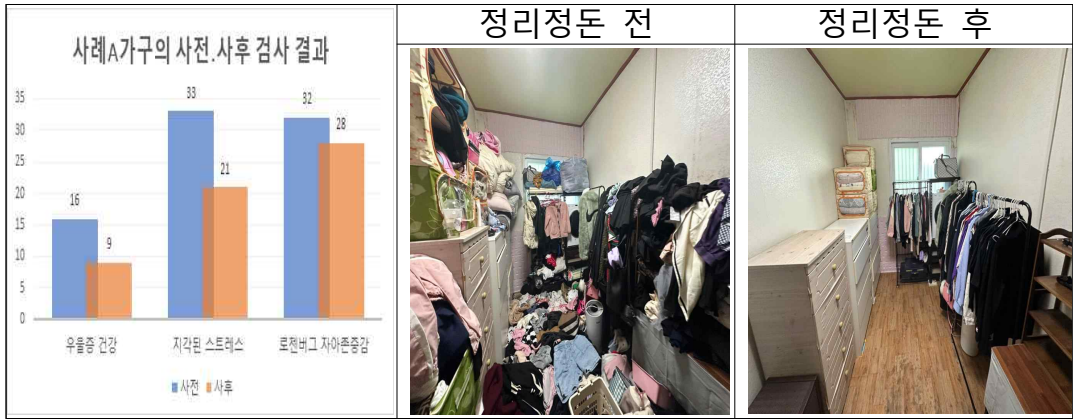 사례A가구의 사전.사후 검사 결과
35
30
25
20
15
10
5
0
16
9
33
21
32
28
우울증 건강
지각된 스트레스
로젠버그 자아존중감
사전 사후
정리정돈 전
정리정돈 후